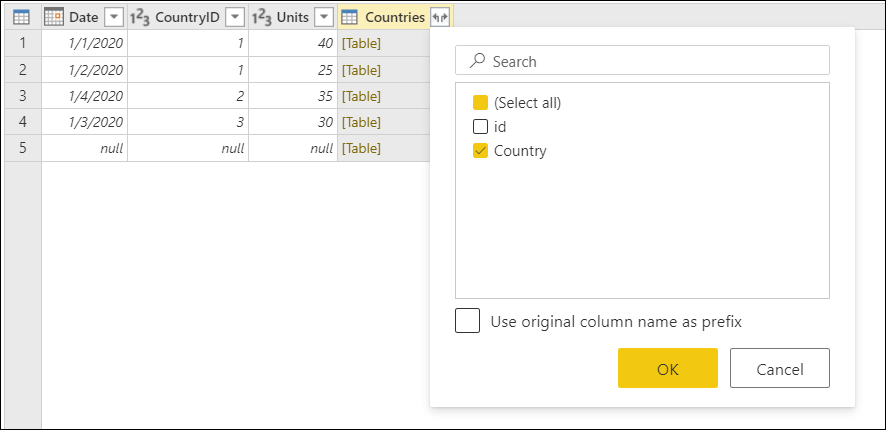 Date 1²3 CountryID 1²3 Units Countries
1 1/1/2020 1 40 [Table]
2 1/2/2020 1 25 [Table]
3 1/4/2020 2 35 [Table]
4 1/3/2020 3 30 [Table]
5 null null null [Table]
Search
(Select all)
id
Country
Use original column name as prefix
OK Cancel